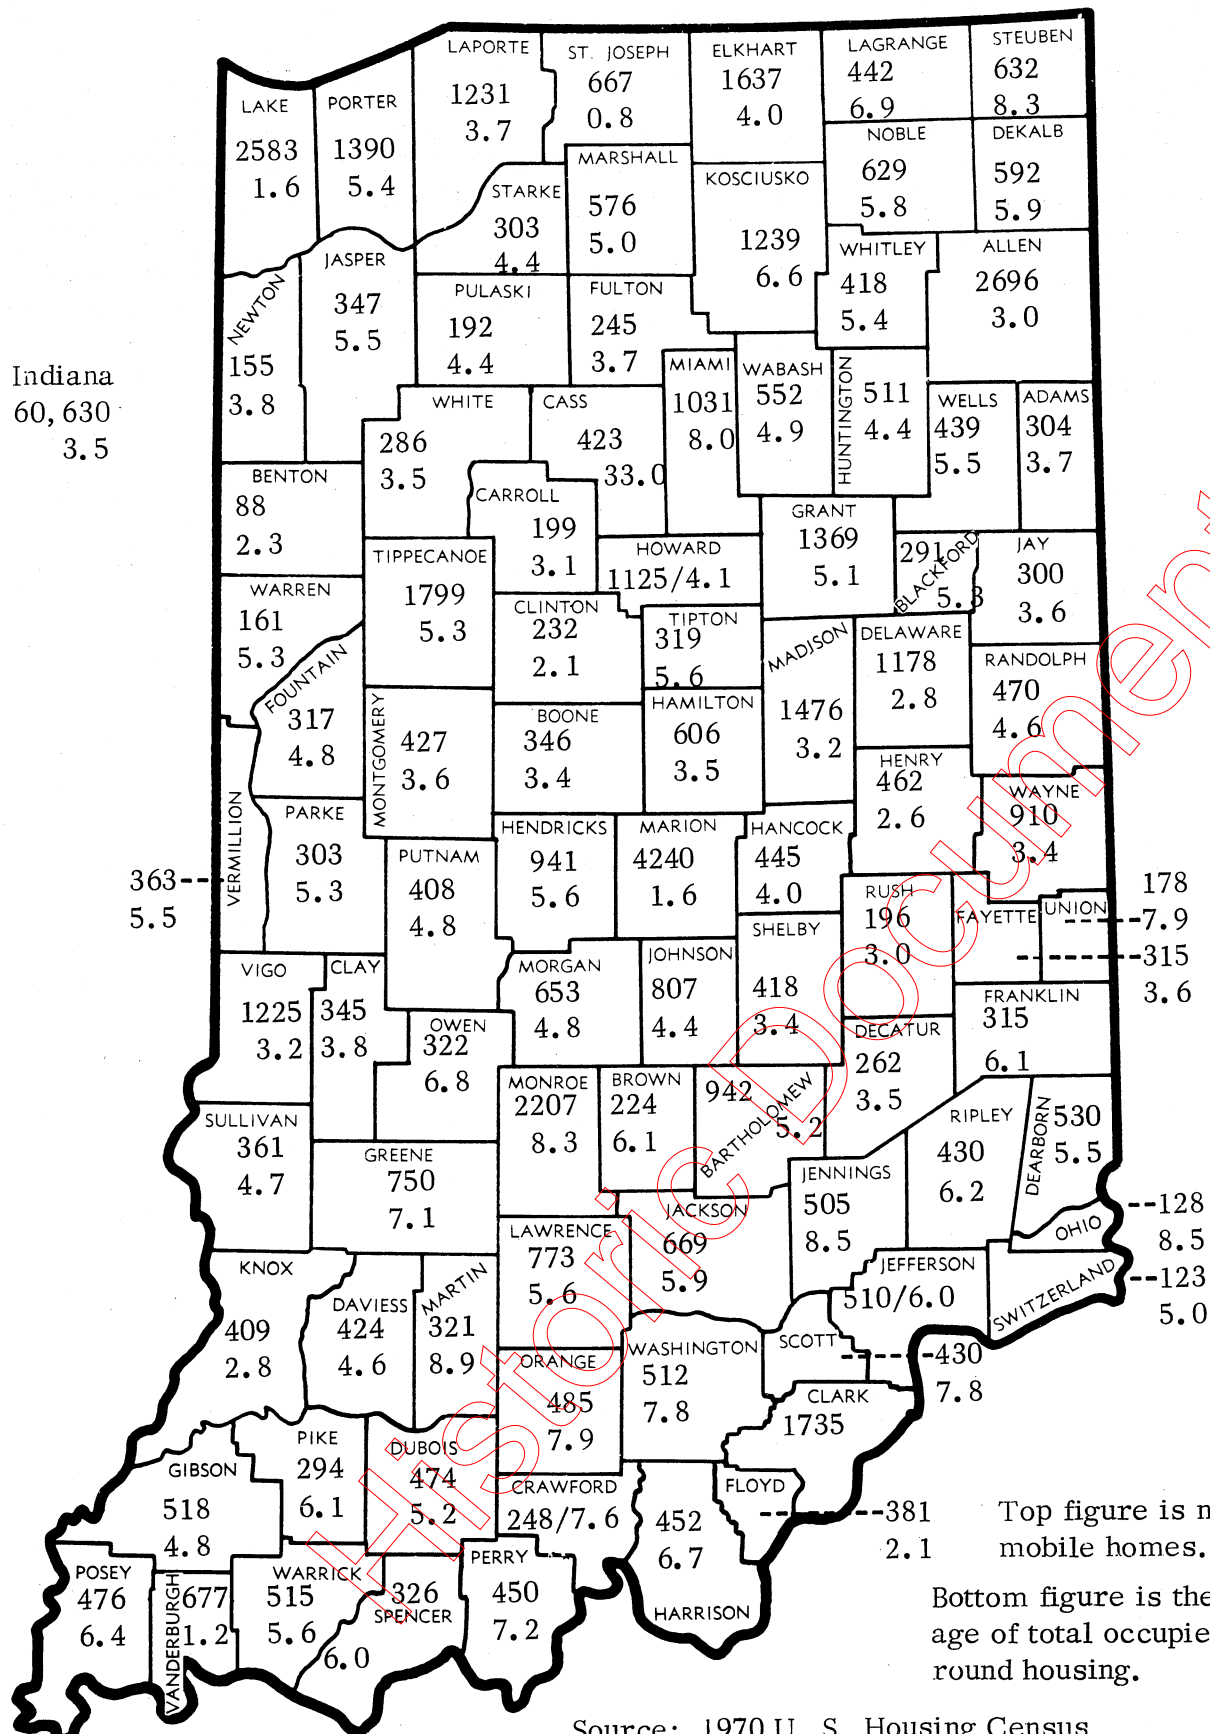 LAPORTE
1231
3.7
ST. JOSEPH
667
0.8
ELKHART
1637
4.0
LAGRANGE
442
6.9
STEUBEN
632
8.3
LAKE
2583
1.6
PORTER
1390
5.4
MARSHALL
576
5.0
KOSCIUSKO
1239
6.6
NOBLE
629
5.8
DEKALB
592
5.9
STARKE
303
4.4
JASPER
347
5.5
NEWTON
155
3.8
PULASKI
192
4.4
FULTON
245
3.7
WHITLEY
418
5.4
ALLEN
2696
3.0
Indiana
60,630
3.5
WHITE
286
3.5
CASS
423
33.0
MIAMI
1031
8.0
WABASH
552
4.9
HUNTINGTON
511
4.4
WELLS
439
5.5
ADAMS
304
3.7
BENTON
88
2.3
CARROLL
199
3.1
HOWARD
1125/4.1
GRANT
1369
5.1
BLACKFORD
291
5.3
JAY
300
3.6
WARREN
161
5.3
TIPPECANOE
1799
5.3
CLINTON
232
2.1
TIPTON
319
5.6
MADISON
1476
3.2
DELAWARE
1178
2.8
RANDOLPH
470
4.6
FOUNTAIN
317
4.8
MONTGOMERY
427
3.6
BOONE
346
3.4
HAMILTON
606
3.5
HENRY
462
2.6
WAYNE
910
3.4
VERMILLION
363
5.5
PARKE
303
5.3
PUTNAM
408
4.8
HENDRICKS
941
5.6
MARION
4240
1.6
HANCOCK
445
4.0
RUSH
196
3.0
FAYETTE
UNION
178
7.9
315
3.6
SHELBY
418
3.4
VIGO
1225
3.2
CLAY
345
3.8
MORGAN
653
4.8
JOHNSON
807
4.4
FRANKLIN
315
6.1
OWEN
322
6.8
DECATUR
262
3.5
MONROE
2207
8.3
BROWN
224
6.1
BARTHOLOMEW
942
5.2
RIPLEY
430
6.2
DEARBORN
530
5.5
SULLIVAN
361
4.7
GREENE
750
7.1
JENNINGS
505
8.5
JACKSON
669
5.9
OHIO
128
8.5
LAWRENCE
773
5.6
KNOX
409
2.8
DAVIESS
424
4.6
MARTIN
321
8.9
JEFFERSON
510/6.0
SWITZERLAND
123
5.0
ORANGE
485
7.9
WASHINGTON
512
7.8
SCOTT
430
7.8
CLARK
1735
GIBSON
518
4.8
PIKE
294
6.1
DUBOIS
474
5.2
CRAWFORD
248/7.6
FLOYD
381
2.1
HARRISON
452
6.7
POSEY
476
6.4
VANDERBURGH
677
1.2
WARRICK
515
5.6
326
SPENCER
6.0
PERRY
450
7.2
Top figure is
mobile homes.
Bottom figure is the
age of total
round housing.
Source: 1970 U. S. Housing Census
Historic Document